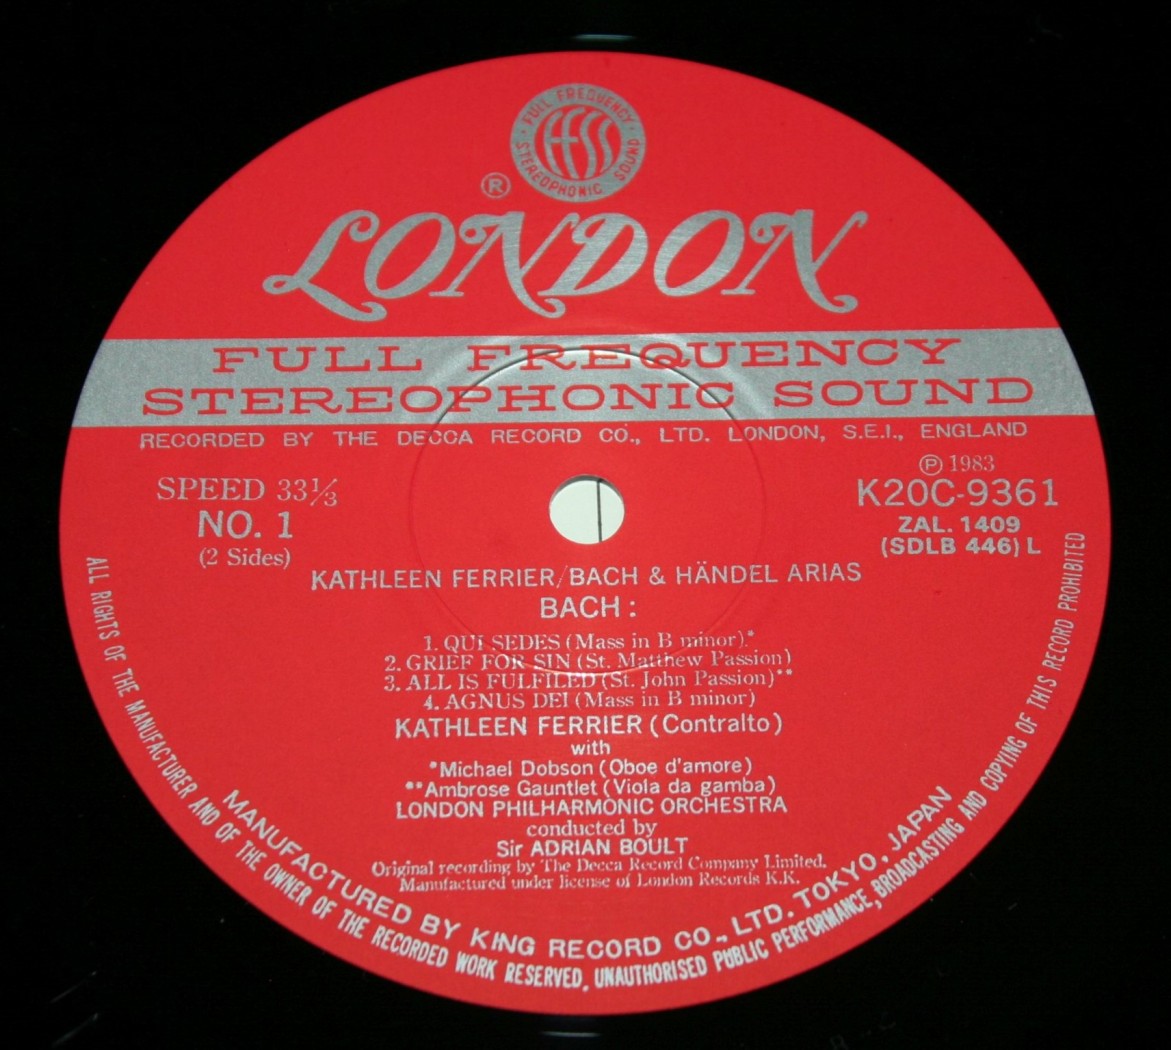 FULL FREQUENCY
FFSS
STEREOPHONIC SOUND
®
LONDON
FULL FREQUENCY
STEREOPHONIC SOUND
RECORDED BY THE DECCA RECORD CO., LTD. LONDON, S.E.I., ENGLAND
SPEED 33⅓
NO. 1
(2 Sides)
℗ 1983
K20C-9361
ZAL. 1409
(SDLB 446) L
KATHLEEN FERRIER/BACH & HÄNDEL ARIAS
BACH :
1. QUI SEDES (Mass in B minor).*
2. GRIEF FOR SIN (St. Matthew Passion)
3. ALL IS FULFILED (St. John Passion)**
4. AGNUS DEI (Mass in B minor)
KATHLEEN FERRIER (Contralto)
with
*Michael Dobson (Oboe d'amore)
**Ambrose Gauntlet (Viola da gamba)
LONDON PHILHARMONIC ORCHESTRA
conducted by
Sir ADRIAN BOULT
Original recording by The Decca Record Company Limited.
Manufactured under license of London Records K.K.
MANUFACTURED BY KING RECORD CO., LTD. TOKYO, JAPAN
ALL RIGHTS OF THE MANUFACTURER AND OF THE OWNER OF THE RECORDED WORK RESERVED, UNAUTHORISED PUBLIC PERFORMANCE, BROADCASTING AND COPYING OF THIS RECORD PROHIBITED